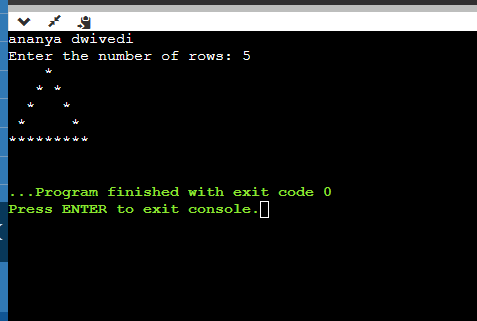 ananya dwivedi
Enter the number of rows: 5
    *
   * *
  *   *
 *     *
*********
...Program finished with exit code 0
Press ENTER to exit console.